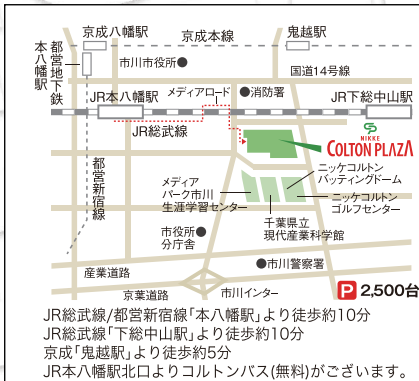 京成八幡駅
京成本線
鬼越駅
都営地下鉄
本八幡駅
市川市役所
国道14号線
メディアロード
消防署
JR本八幡駅
JR下総中山駅
JR総武線
NIKKE
COLTON PLAZA
都営新宿線
メディア
パーク市川
生涯学習センター
ニッケコルトン
バッティングドーム
ニッケコルトン
ゴルフセンター
千葉県立
現代産業科学館
市役所
分庁舎
市川警察署
産業道路
京葉道路
市川インター
P 2,500台
JR総武線/都営新宿線「本八幡駅」より徒歩約10分
JR総武線「下総中山駅」より徒歩約10分
京成「鬼越駅」より徒歩約5分
JR本八幡駅北口よりコルトンバス(無料)がございます。